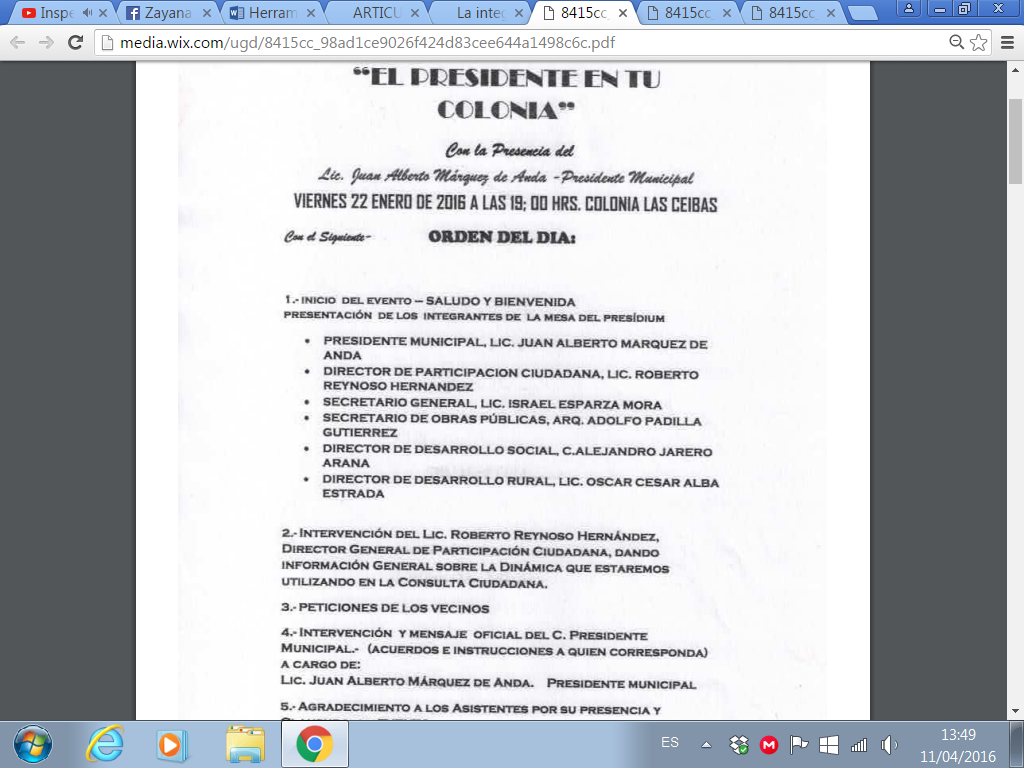 Inspe
Zayana
Herram
ARTICU
La integ
8415cc_
8415cc
8415cc
media.wix.com/ugd/8415cc_98ad1ce9026f424d83cee644a1498c6c.pdf
“EL PRESIDENTE EN TU
COLONIA”
Con la Presencia del
Lic. Juan Alberto Márquez de Anda -Presidente Municipal
VIERNES 22 ENERO DE 2016 A LAS 19; 00 HRS. COLONIA LAS CEIBAS
Con el Siguiente- ORDEN DEL DIA:
1.- INICIO DEL EVENTO – SALUDO Y BIENVENIDA
PRESENTACIÓN DE LOS INTEGRANTES DE LA MESA DEL PRESÍDIUM
• PRESIDENTE MUNICIPAL, LIC. JUAN ALBERTO MARQUEZ DE
ANDA
• DIRECTOR DE PARTICIPACION CIUDADANA, LIC. ROBERTO
REYNOSO HERNANDEZ
• SECRETARIO GENERAL, LIC. ISRAEL ESPARZA MORA
• SECRETARIO DE OBRAS PÚBLICAS, ARQ. ADOLFO PADILLA
GUTIERREZ
• DIRECTOR DE DESARROLLO SOCIAL, C.ALEJANDRO JARERO
ARANA
• DIRECTOR DE DESARROLLO RURAL, LIC. OSCAR CESAR ALBA
ESTRADA
2.- INTERVENCIÓN DEL LIC. ROBERTO REYNOSO HERNÁNDEZ,
DIRECTOR GENERAL DE PARTICIPACIÓN CIUDADANA, DANDO
INFORMACIÓN GENERAL SOBRE LA DINÁMICA QUE ESTAREMOS
UTILIZANDO EN LA CONSULTA CIUDADANA.
3.- PETICIONES DE LOS VECINOS
4.- INTERVENCIÓN Y MENSAJE OFICIAL DEL C. PRESIDENTE
MUNICIPAL.- (ACUERDOS E INSTRUCCIONES A QUIEN CORRESPONDA)
A CARGO DE:
LIC. JUAN ALBERTO MÁRQUEZ DE ANDA. PRESIDENTE MUNICIPAL
5.- AGRADECIMIENTO A LOS ASISTENTES POR SU PRESENCIA Y
ES
13:49
11/04/2016